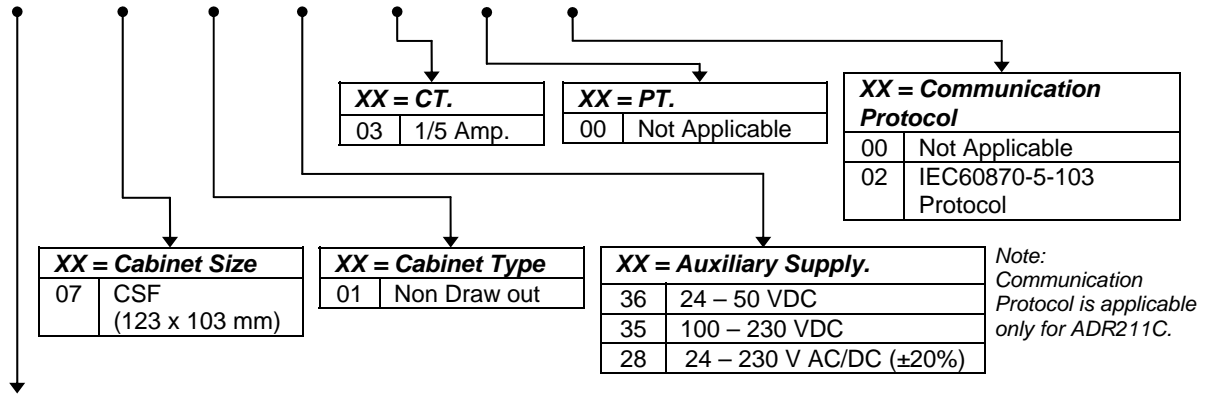 XX = CT.
03 1/5 Amp.
XX = PT.
00 Not Applicable
XX = Communication
Protocol
00 Not Applicable
02 IEC60870-5-103
Protocol
XX = Cabinet Size
07 CSF
(123 x 103 mm)
XX = Cabinet Type
01 Non Draw out
XX = Auxiliary Supply.
36 24 – 50 VDC
35 100 – 230 VDC
28 24 – 230 V AC/DC (±20%)
Note:
Communication
Protocol is applicable
only for ADR211C.